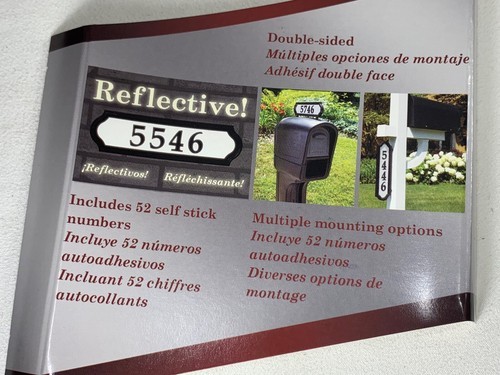 Double-sided
Múltiples opciones de montaje
Adhésif double face
Reflective!
5546
¡Reflectivos! Réfléchissante!
5746
5446
Includes 52 self stick
numbers
Incluye 52 números
autoadhesivos
Incluant 52 chiffres
autocollants
Multiple mounting options
Incluye 52 números
autoadhesivos
Diverses options de
montage